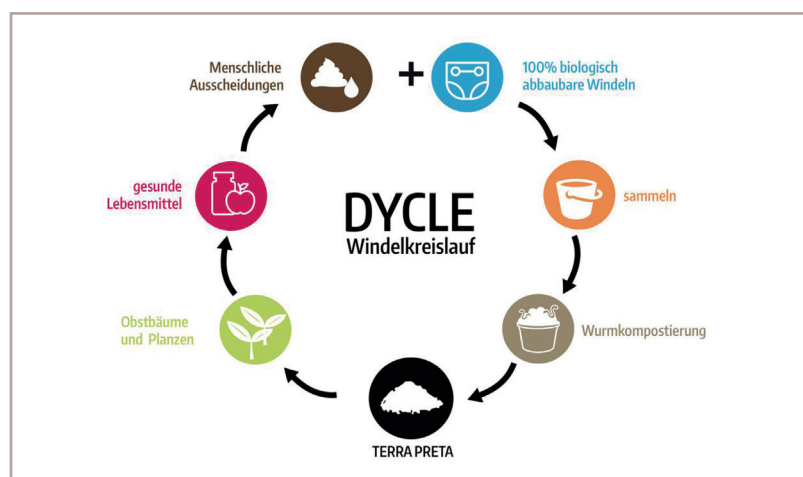 Menschliche
Ausscheidungen
100% biologisch
abbaubare Windeln
gesunde
Lebensmittel
DYCLE
Windelkreislauf
sammeln
Obstbäume
und Planzen
Wurmkompostierung
TERRA PRETA